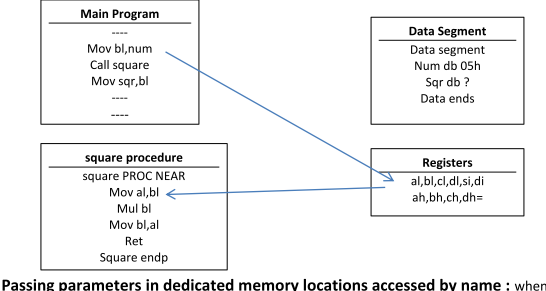 Main Program
----
Mov bl,num
Call square
Mov sqr,bl
----
----
Data Segment
Data segment
Num db 05h
Sqr db ?
Data ends
square procedure
square PROC NEAR
Mov al,bl
Mul bl
Mov bl,al
Ret
Square endp
Registers
al,bl,cl,dl,si,di
ah,bh,ch,dh=
Passing parameters in dedicated memory locations accessed by name : when